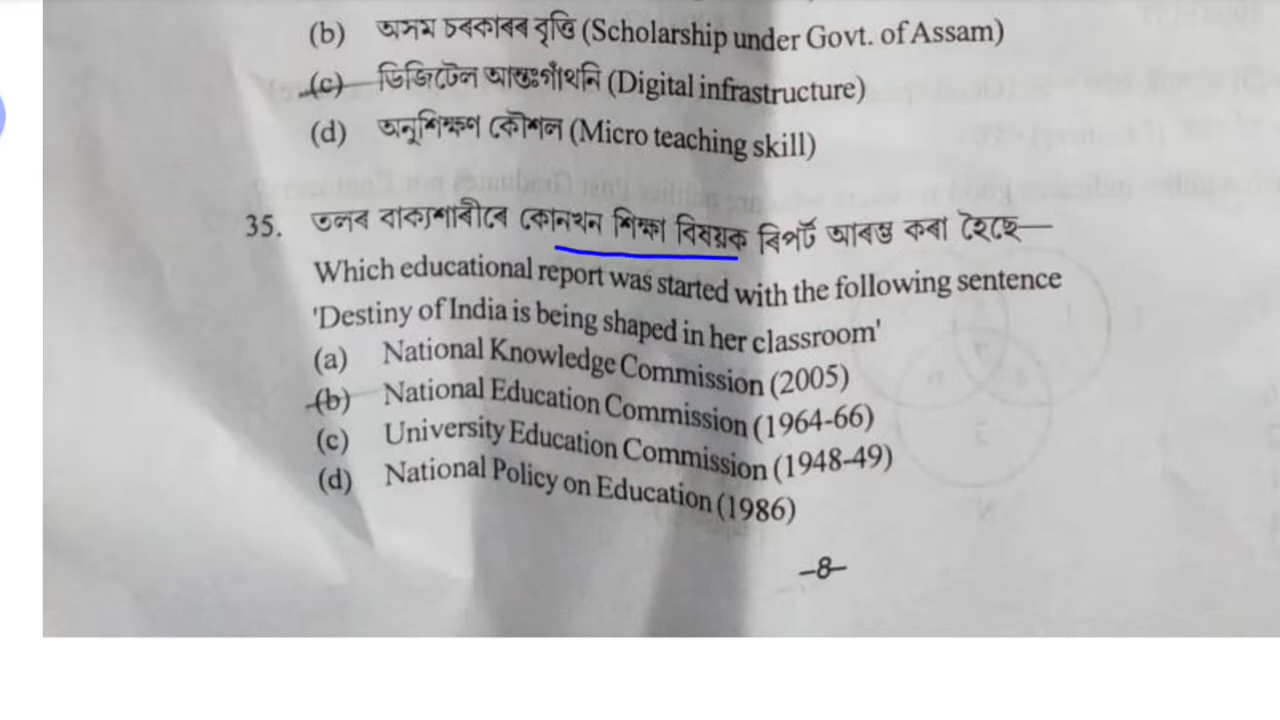 (b) অসম চৰকাৰৰ বৃত্তি (Scholarship under Govt. of Assam)
(c) ডিজিটেল আন্তঃগাঁথনি (Digital infrastructure)
(d) অনুশিক্ষণ কৌশল (Micro teaching skill)
35. তলৰ বাক্যশাৰীৰে কোনখন শিক্ষা বিষয়ক ৰিপৰ্ট আৰম্ভ কৰা হৈছে—
Which educational report was started with the following sentence
'Destiny of India is being shaped in her classroom'
(a) National Knowledge Commission (2005)
(b) National Education Commission (1964-66)
(c) University Education Commission (1948-49)
(d) National Policy on Education (1986)
–8–